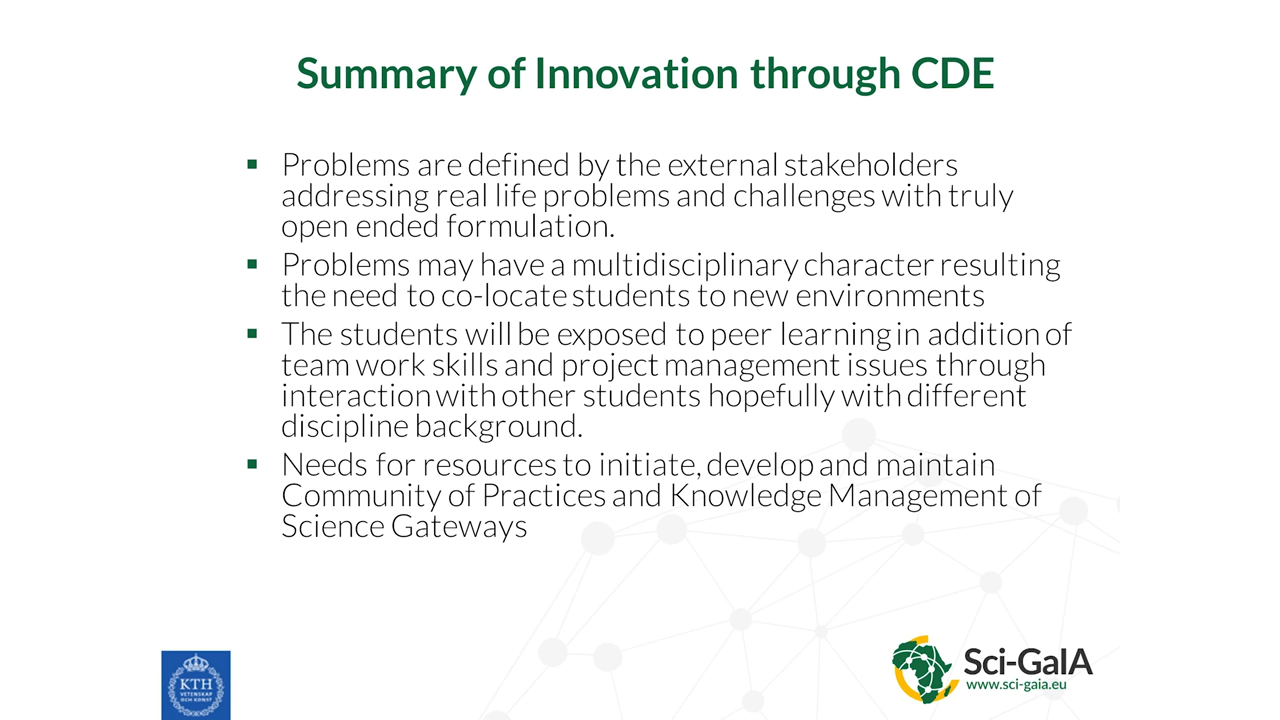 Summary of Innovation through CDE
▪ Problems are defined by the external stakeholders
addressing real life problems and challenges with truly
open ended formulation.
▪ Problems may have a multidisciplinary character resulting
the need to co-locate students to new environments
▪ The students will be exposed to peer learning in addition of
team work skills and project management issues through
interaction with other students hopefully with different
discipline background.
▪ Needs for resources to initiate, develop and maintain
Community of Practices and Knowledge Management of
Science Gateways
KTH
VETENSKAP
OCH KONST
Sci-GaIA
www.sci-gaia.eu